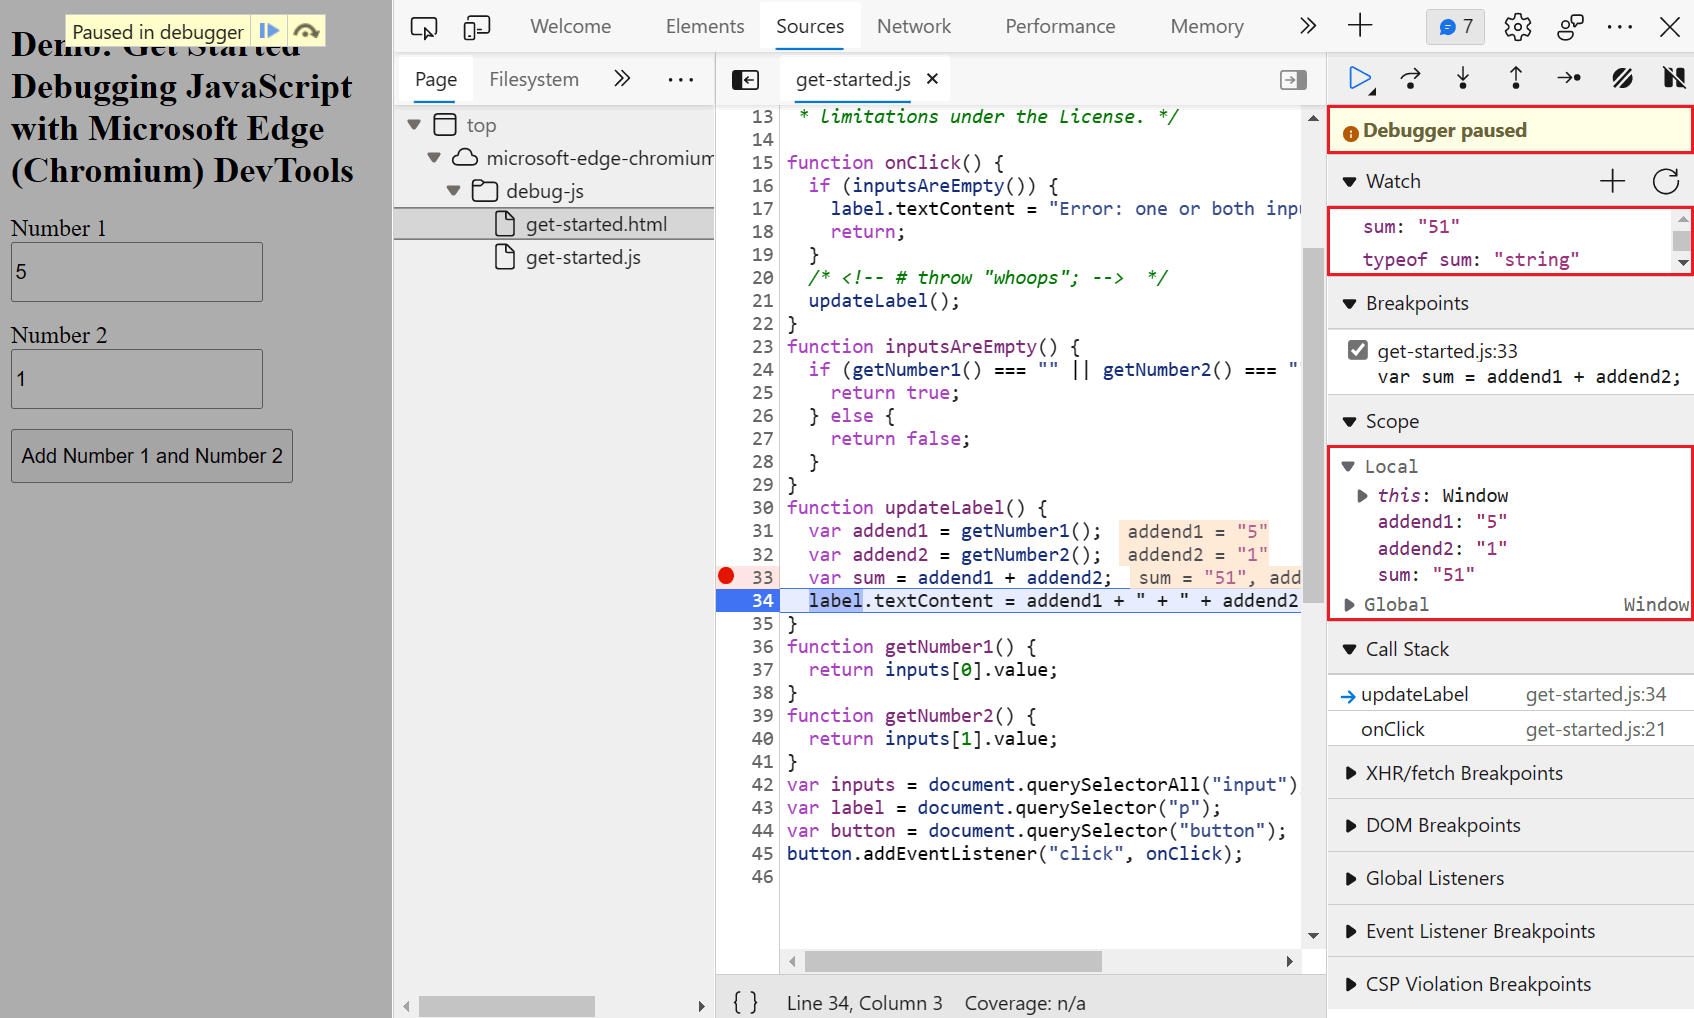 Paused in debugger
Demo: Get Started
Debugging JavaScript
with Microsoft Edge
(Chromium) DevTools
Number 1
5
Number 2
1
Add Number 1 and Number 2
Welcome
Elements
Sources
Network
Performance
Memory
7
Page
Filesystem
top
microsoft-edge-chromium
debug-js
get-started.html
get-started.js
get-started.js
13 * limitations under the License. */
14
15 function onClick() {
16 if (inputsAreEmpty()) {
17 label.textContent = "Error: one or both inpu
18 return;
19 }
20 /* <!-- # throw "whoops"; --> */
21 updateLabel();
22 }
23 function inputsAreEmpty() {
24 if (getNumber1() === "" || getNumber2() === "
25 return true;
26 } else {
27 return false;
28 }
29 }
30 function updateLabel() {
31 var addend1 = getNumber1(); addend1 = "5"
32 var addend2 = getNumber2(); addend2 = "1"
33 var sum = addend1 + addend2; sum = "51", add
34 label.textContent = addend1 + " + " + addend2
35 }
36 function getNumber1() {
37 return inputs[0].value;
38 }
39 function getNumber2() {
40 return inputs[1].value;
41 }
42 var inputs = document.querySelectorAll("input")
43 var label = document.querySelector("p");
44 var button = document.querySelector("button");
45 button.addEventListener("click", onClick);
46
{ } Line 34, Column 3 Coverage: n/a
Debugger paused
Watch
sum: "51"
typeof sum: "string"
Breakpoints
get-started.js:33
var sum = addend1 + addend2;
Scope
Local
this: Window
addend1: "5"
addend2: "1"
sum: "51"
Global Window
Call Stack
updateLabel get-started.js:34
onClick get-started.js:21
XHR/fetch Breakpoints
DOM Breakpoints
Global Listeners
Event Listener Breakpoints
CSP Violation Breakpoints